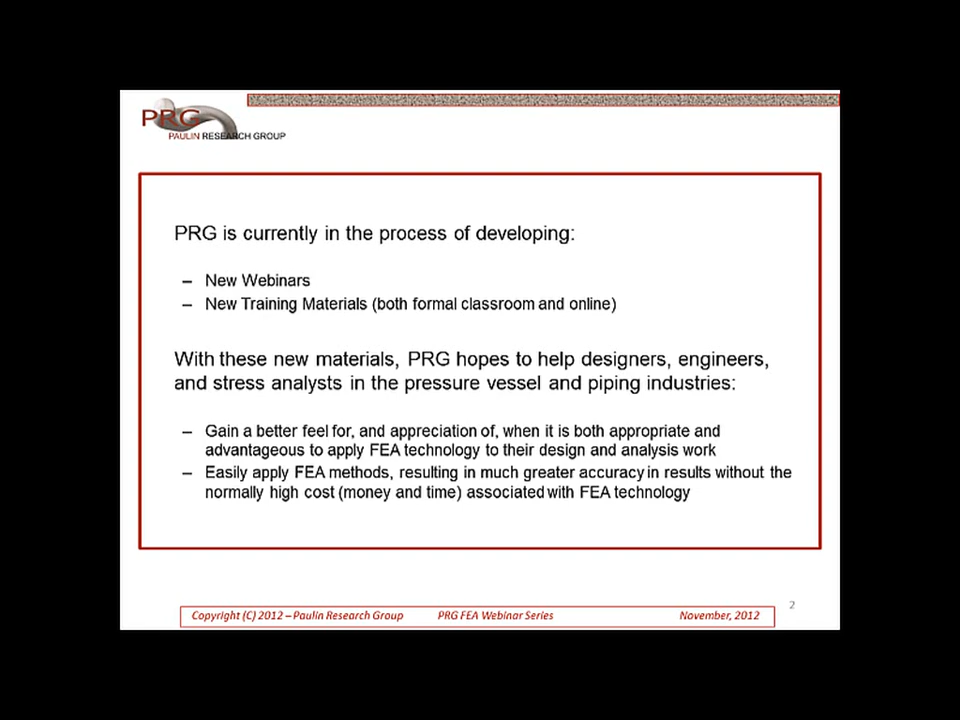 PRG
PAULIN RESEARCH GROUP
PRG is currently in the process of developing:
– New Webinars
– New Training Materials (both formal classroom and online)
With these new materials, PRG hopes to help designers, engineers,
and stress analysts in the pressure vessel and piping industries:
– Gain a better feel for, and appreciation of, when it is both appropriate and
advantageous to apply FEA technology to their design and analysis work
– Easily apply FEA methods, resulting in much greater accuracy in results without the
normally high cost (money and time) associated with FEA technology
2
Copyright (C) 2012 – Paulin Research Group PRG FEA Webinar Series November, 2012